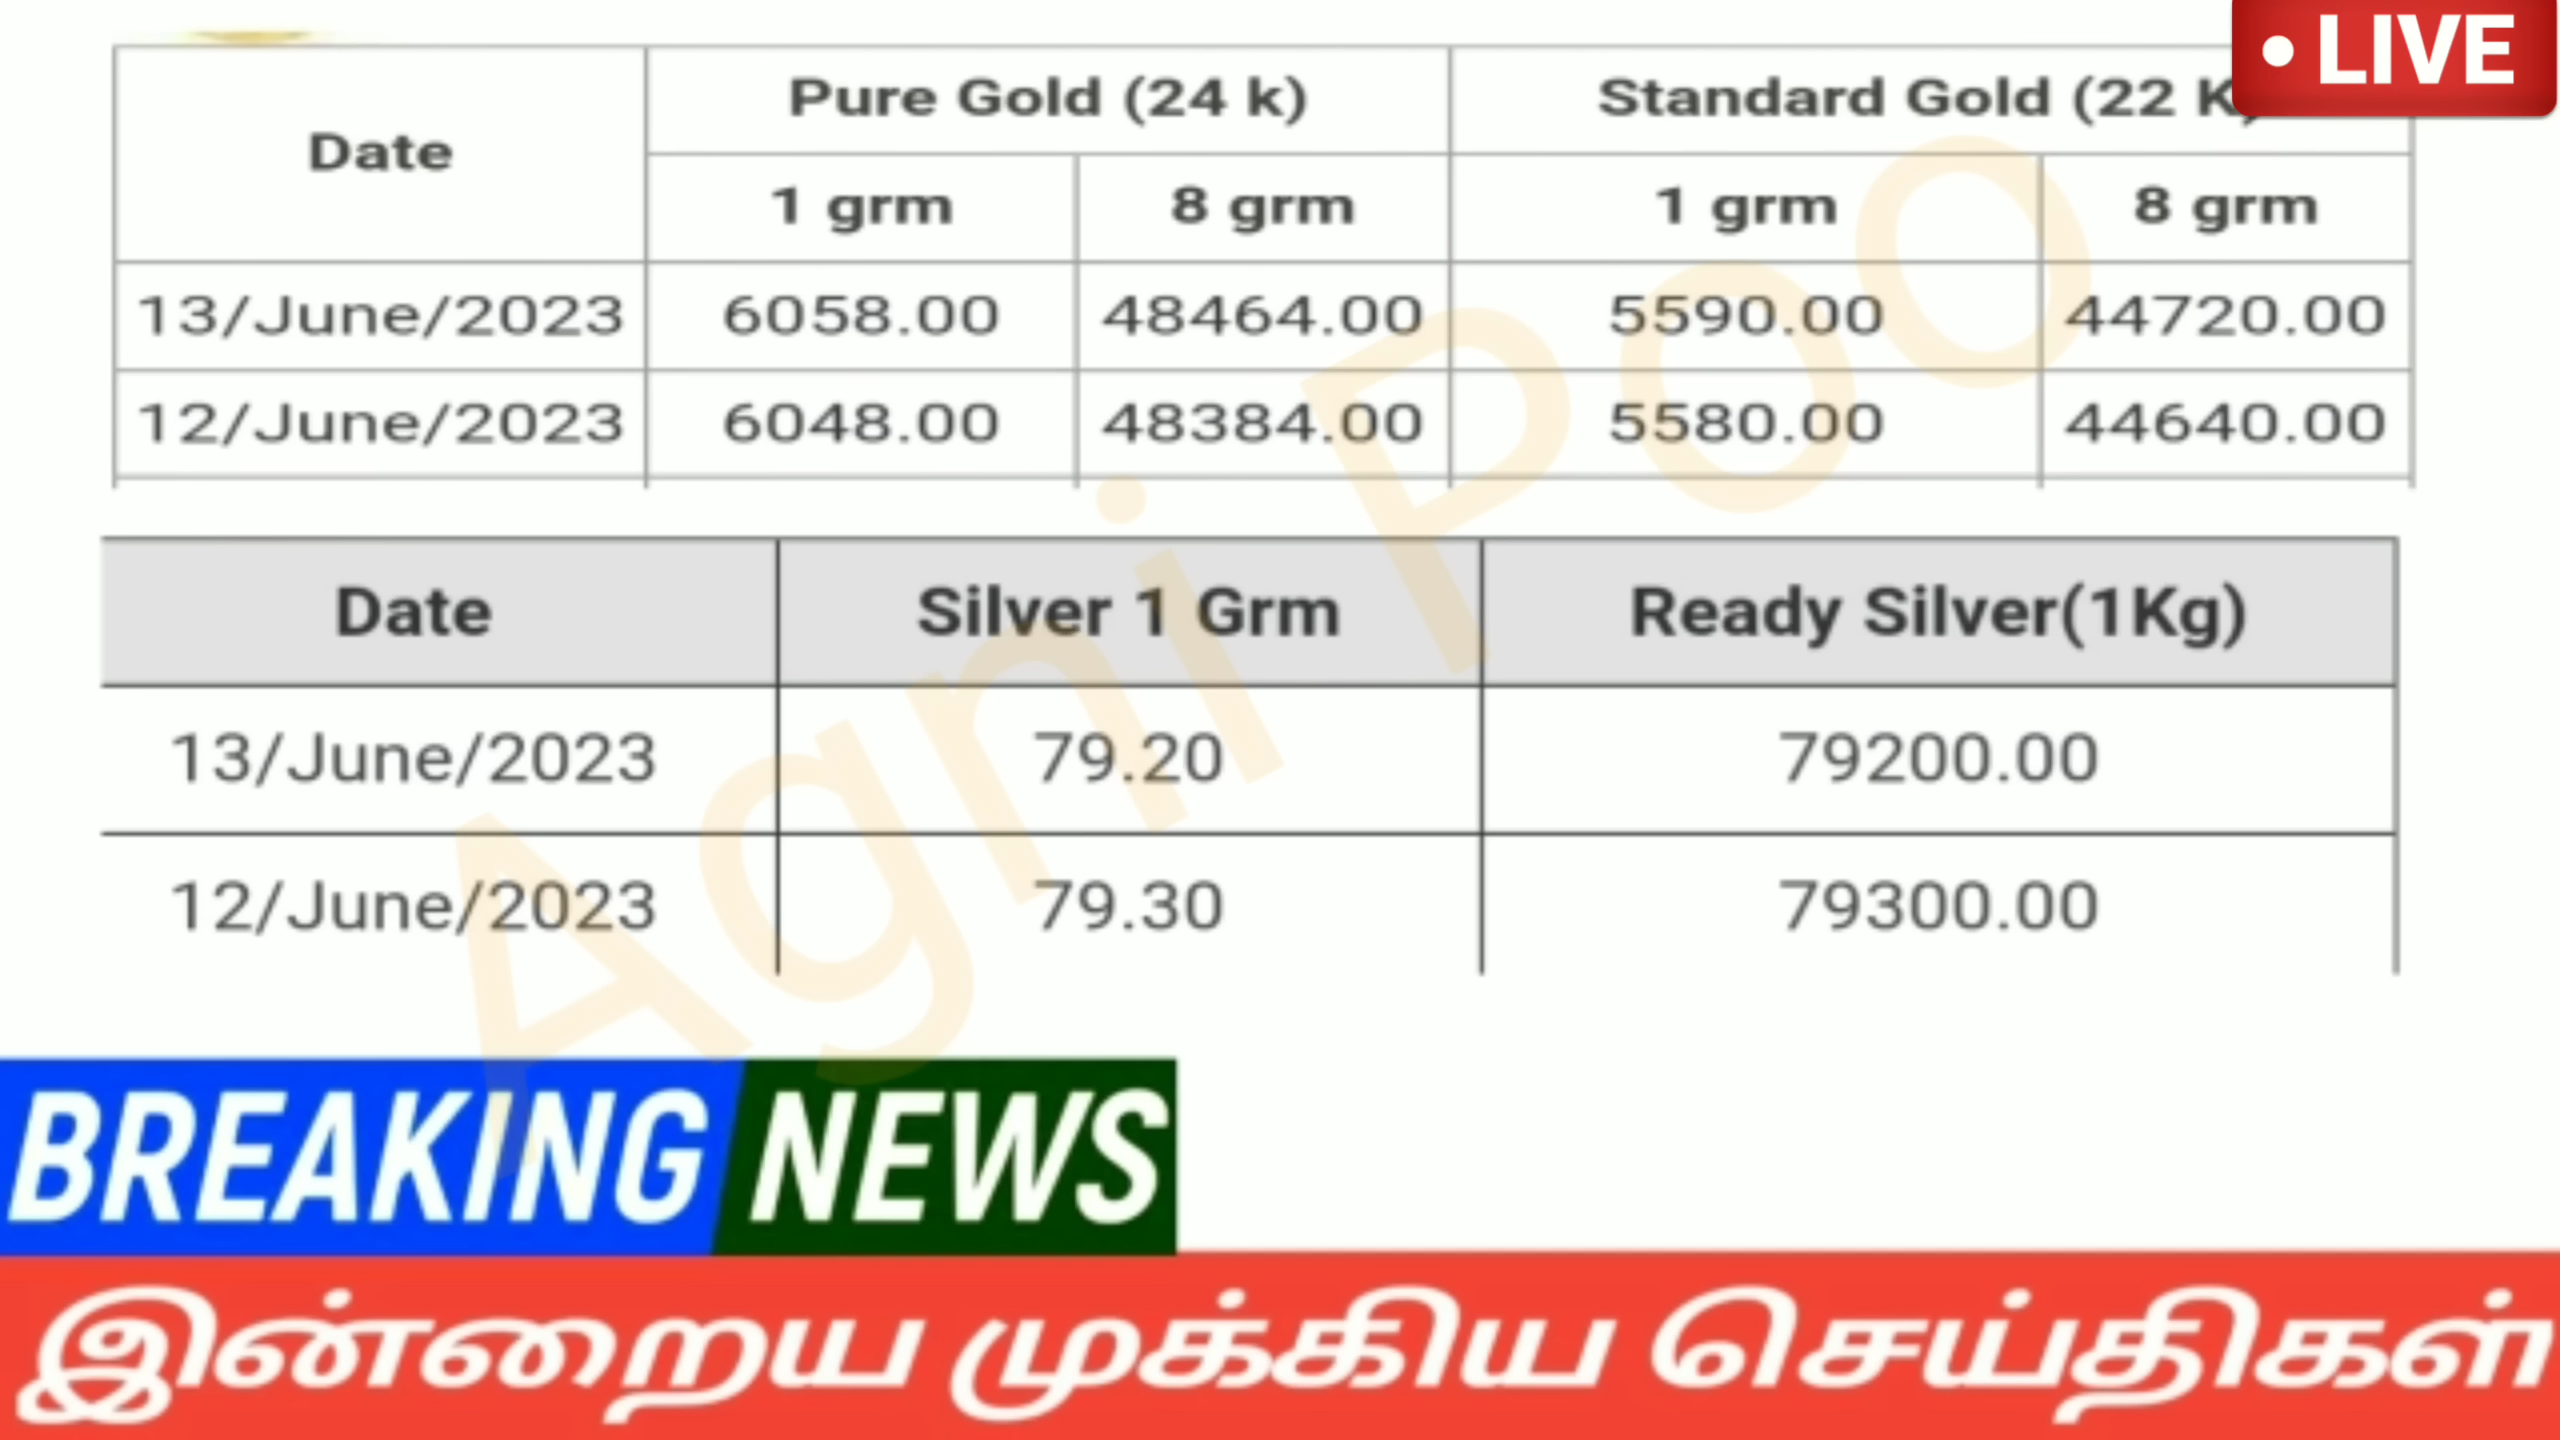 • LIVE
Date Pure Gold (24 k) Standard Gold (22 K)
1 grm 8 grm 1 grm 8 grm
13/June/2023 6058.00 48464.00 5590.00 44720.00
12/June/2023 6048.00 48384.00 5580.00 44640.00
Date Silver 1 Grm Ready Silver(1Kg)
13/June/2023 79.20 79200.00
12/June/2023 79.30 79300.00
Agni Poo
BREAKING NEWS
இன்றைய முக்கிய செய்திகள்